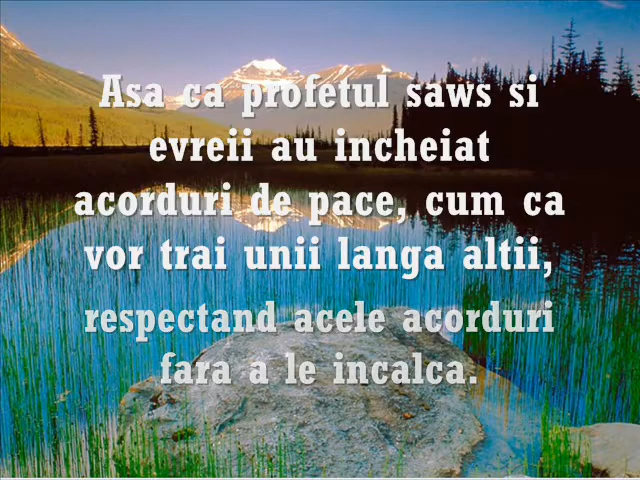 Asa ca profetul saws si
evreii au incheiat
acorduri de pace, cum ca
vor trai unii langa altii,
respectand acele acorduri
fara a le incalca.